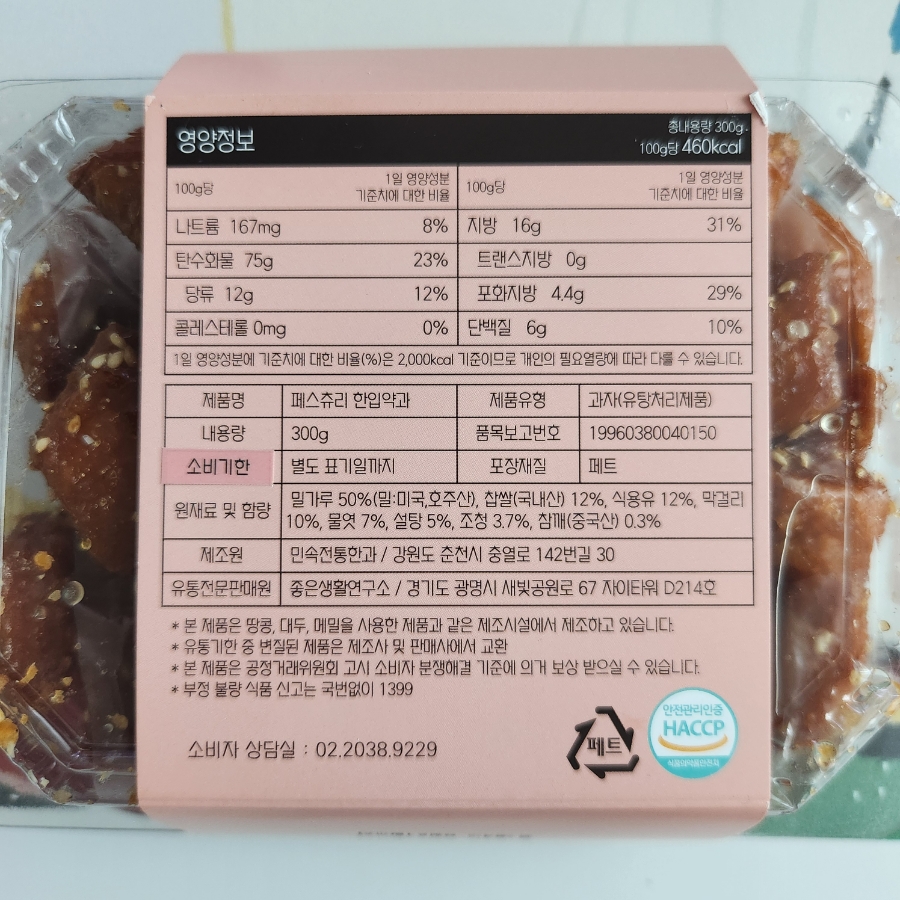 영양정보
총내용량 300g
100g당 460kcal
100g당 1일 영양성분 기준치에 대한 비율 100g당 1일 영양성분 기준치에 대한 비율
나트륨 167mg 8% 지방 16g 31%
탄수화물 75g 23% 트랜스지방 0g
당류 12g 12% 포화지방 4.4g 29%
콜레스테롤 0mg 0% 단백질 6g 10%
1일 영양성분에 기준치에 대한 비율(%)은 2,000kcal 기준이므로 개인의 필요열량에 따라 다를 수 있습니다.
제품명 페스츄리 한입약과 제품유형 과자(유탕처리제품)
내용량 300g 품목보고번호 19960380040150
소비기한 별도 표기일까지 포장재질 페트
원재료 및 함량 밀가루 50%(밀:미국,호주산), 찹쌀(국내산) 12%, 식용유 12%, 막걸리
10%, 물엿 7%, 설탕 5%, 조청 3.7%, 참깨(중국산) 0.3%
제조원 민속전통한과 / 강원도 춘천시 충열로 142번길 30
유통전문판매원 좋은생활연구소 / 경기도 광명시 새빛공원로 67 자이타워 D214호
* 본 제품은 땅콩, 대두, 메밀을 사용한 제품과 같은 제조시설에서 제조하고 있습니다.
* 유통기한 중 변질된 제품은 제조사 및 판매사에서 교환
* 본 제품은 공정거래위원회 고시 소비자 분쟁해결 기준에 의거 보상 받으실 수 있습니다.
* 부정 불량 식품 신고는 국번없이 1399
소비자 상담실 : 02.2038.9229
페트
안전관리인증
HACCP
식품의약품안전처